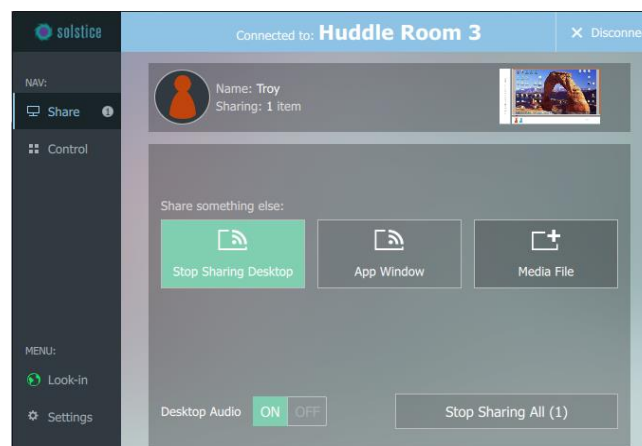 solstice
Connected to: Huddle Room 3
Disconne
NAV:
Share
Control
Name: Troy
Sharing: 1 item
Share something else:
Stop Sharing Desktop
App Window
Media File
MENU:
Look-in
Settings
Desktop Audio ON OFF
Stop Sharing All (1)